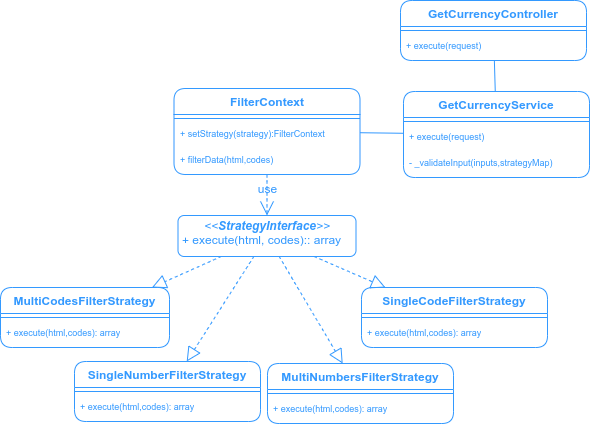 GetCurrencyController
+ execute(request)
FilterContext
+ setStrategy(strategy):FilterContext
+ filterData(html,codes)
GetCurrencyService
+ execute(request)
- _validateInput(inputs,strategyMap)
use
<<StrategyInterface>>
+ execute(html, codes):: array
MultiCodesFilterStrategy
+ execute(html,codes): array
SingleCodeFilterStrategy
+ execute(html,codes): array
SingleNumberFilterStrategy
+ execute(html,codes): array
MultiNumbersFilterStrategy
+ execute(html,codes): array